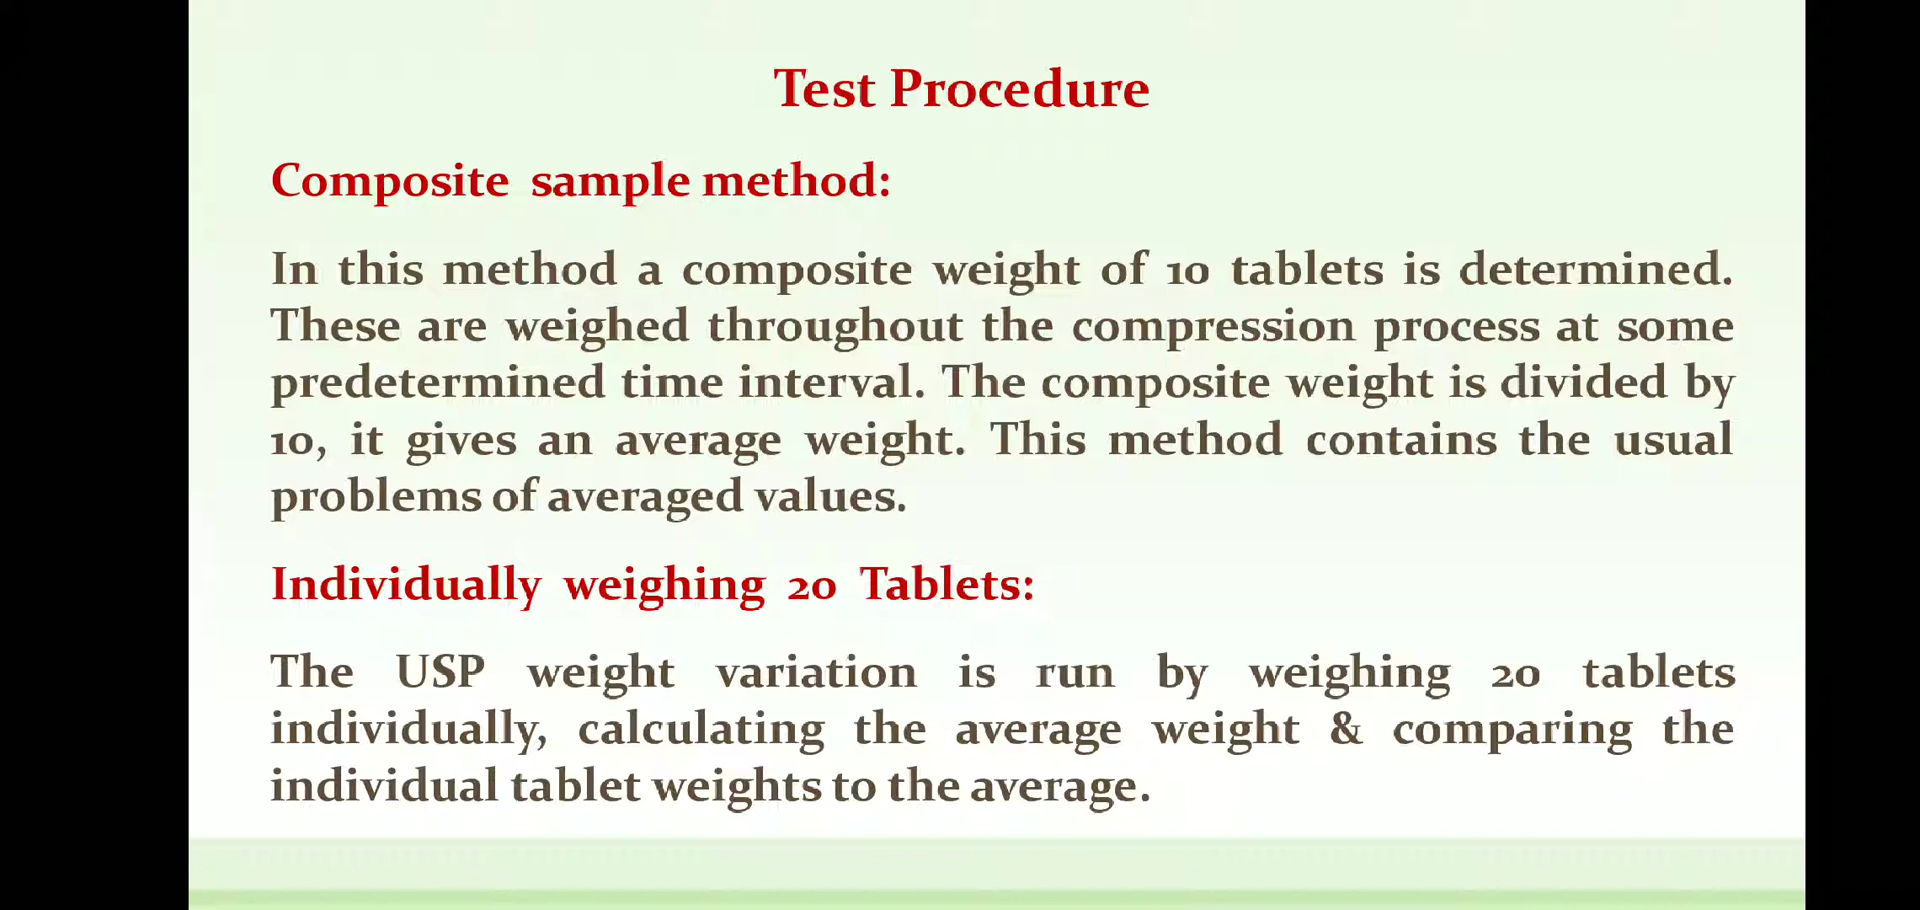 Test Procedure
Composite sample method:
In this method a composite weight of 10 tablets is determined.
These are weighed throughout the compression process at some
predetermined time interval. The composite weight is divided by
10, it gives an average weight. This method contains the usual
problems of averaged values.
Individually weighing 20 Tablets:
The USP weight variation is run by weighing 20 tablets
individually, calculating the average weight & comparing the
individual tablet weights to the average.